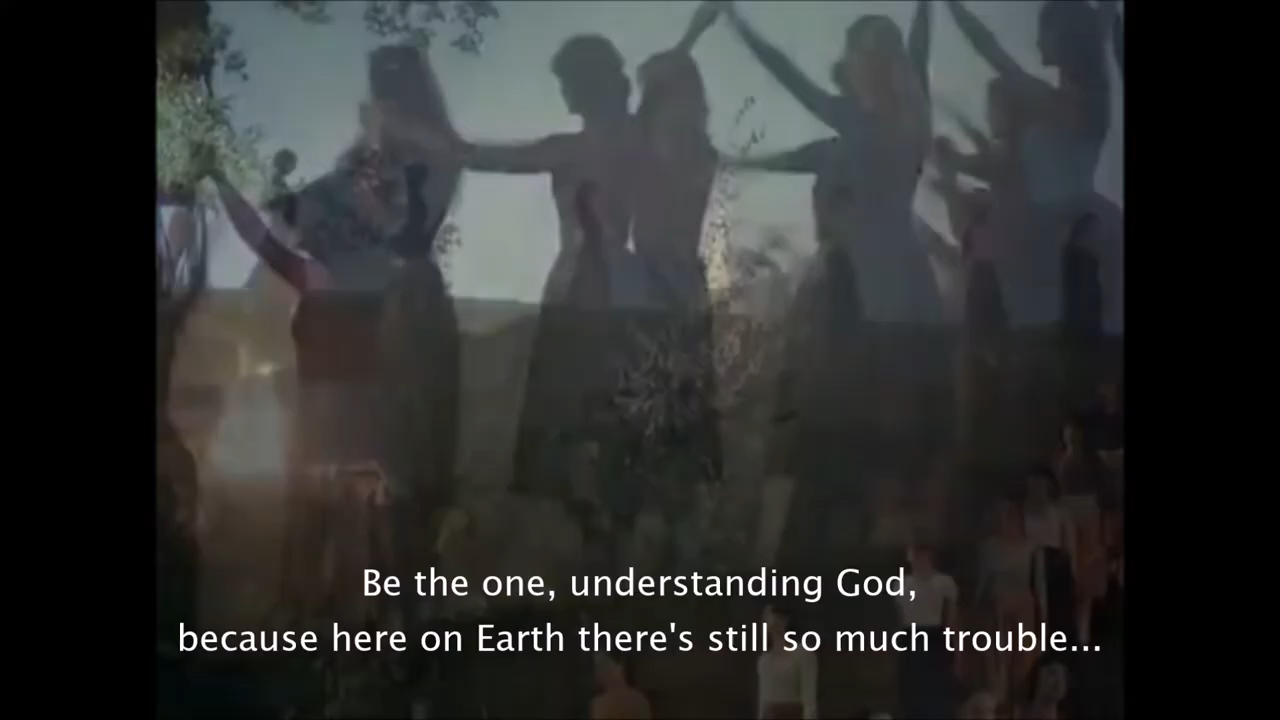 Be the one, understanding God,
because here on Earth there's still so much trouble...